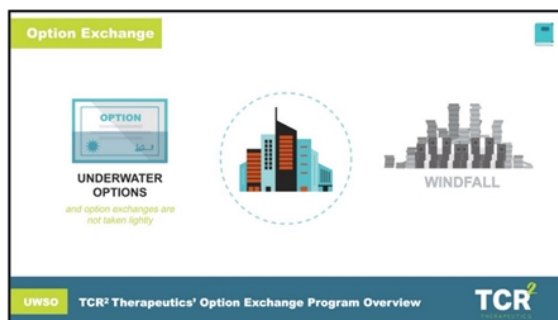 Option Exchange
OPTION
UNDERWATER
OPTIONS
and option exchanges are
not taken lightly
WINDFALL
UWSO
TCR² Therapeutics' Option Exchange Program Overview
TCR²
THERAPEUTICS